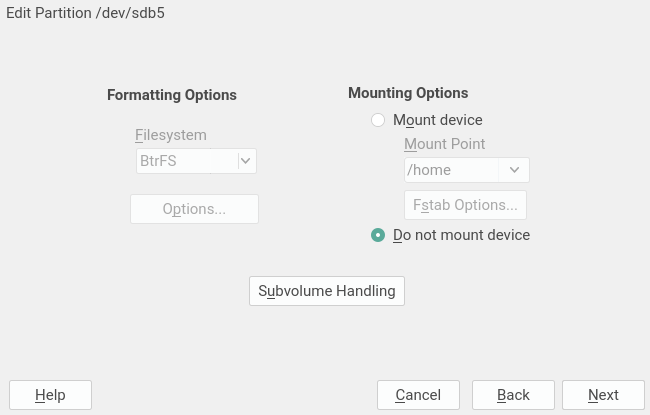 Edit Partition /dev/sdb5
Formatting Options
Filesystem
BtrFS
Options...
Mounting Options
Mount device
Mount Point
/home
Fstab Options...
Do not mount device
Subvolume Handling
Help
Cancel
Back
Next